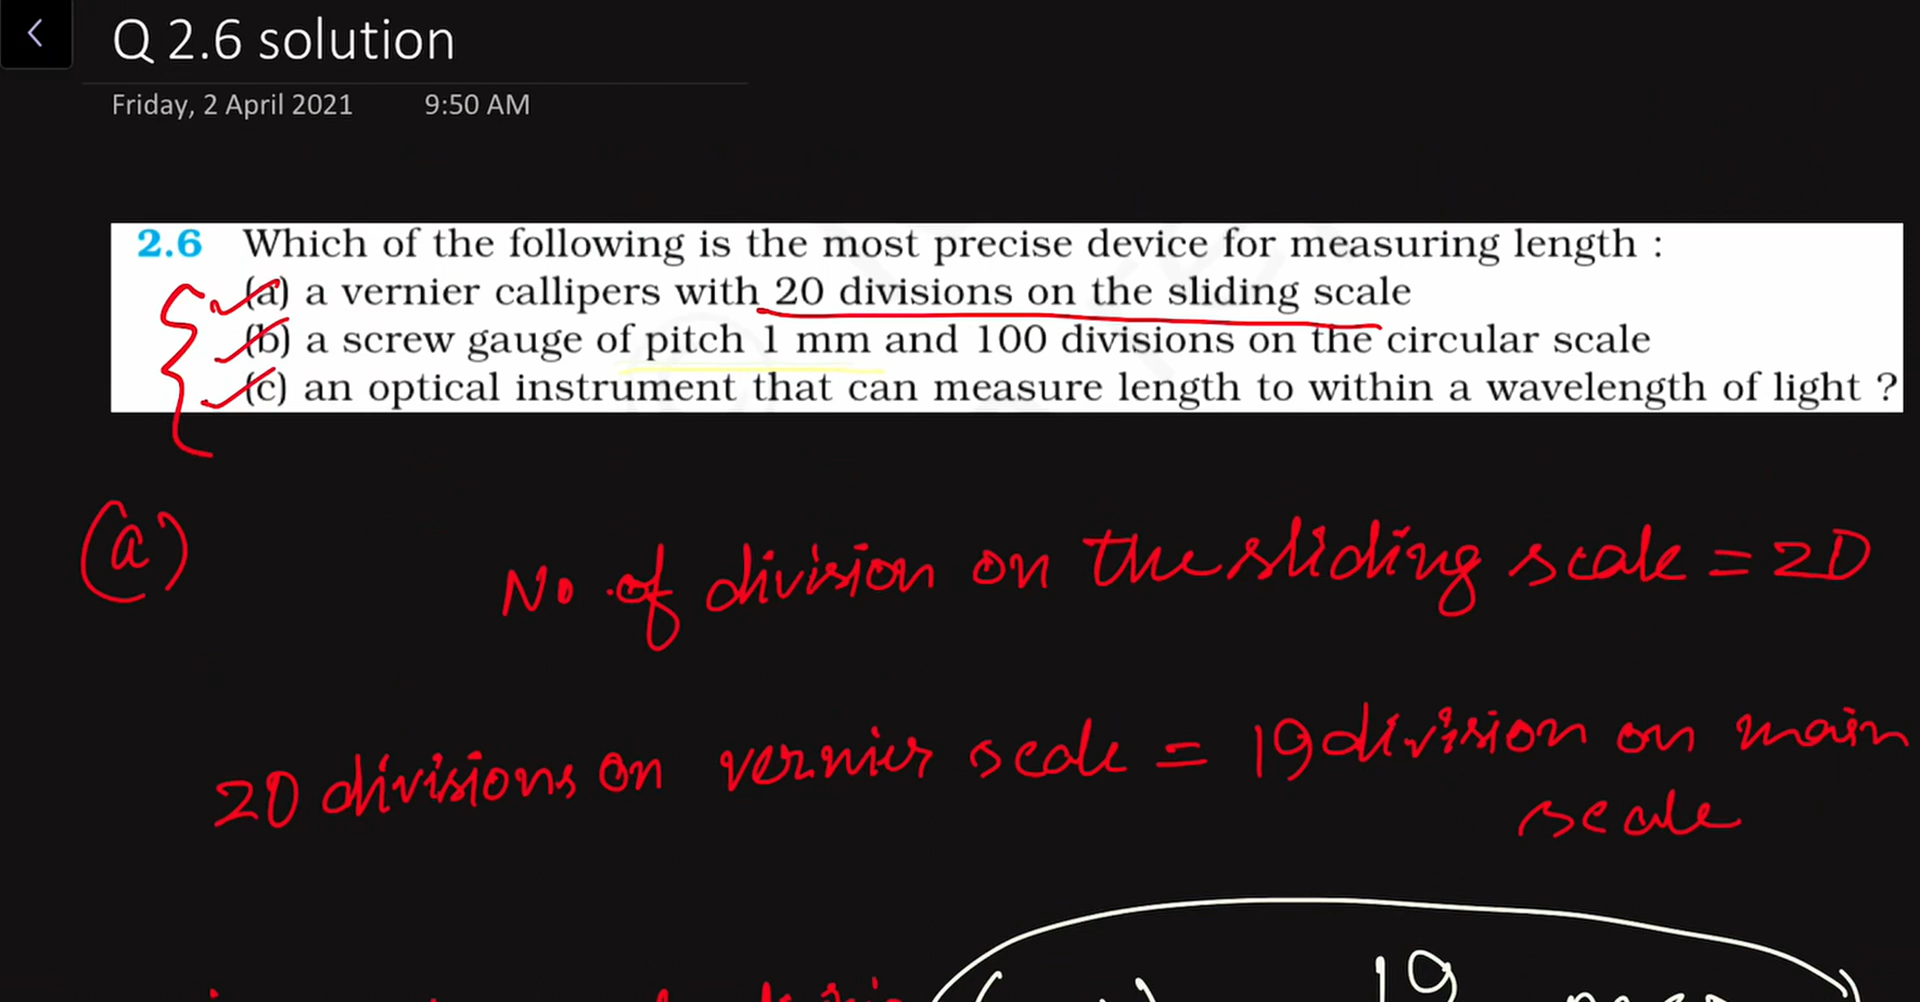 Q 2.6 solution
Friday, 2 April 2021 9:50 AM
2.6 Which of the following is the most precise device for measuring length :
(a) a vernier callipers with 20 divisions on the sliding scale
(b) a screw gauge of pitch 1 mm and 100 divisions on the circular scale
(c) an optical instrument that can measure length to within a wavelength of light ?
(a)
No of division on the sliding scale = 20
20 divisions on vernier scale = 19 division on main
scale
19